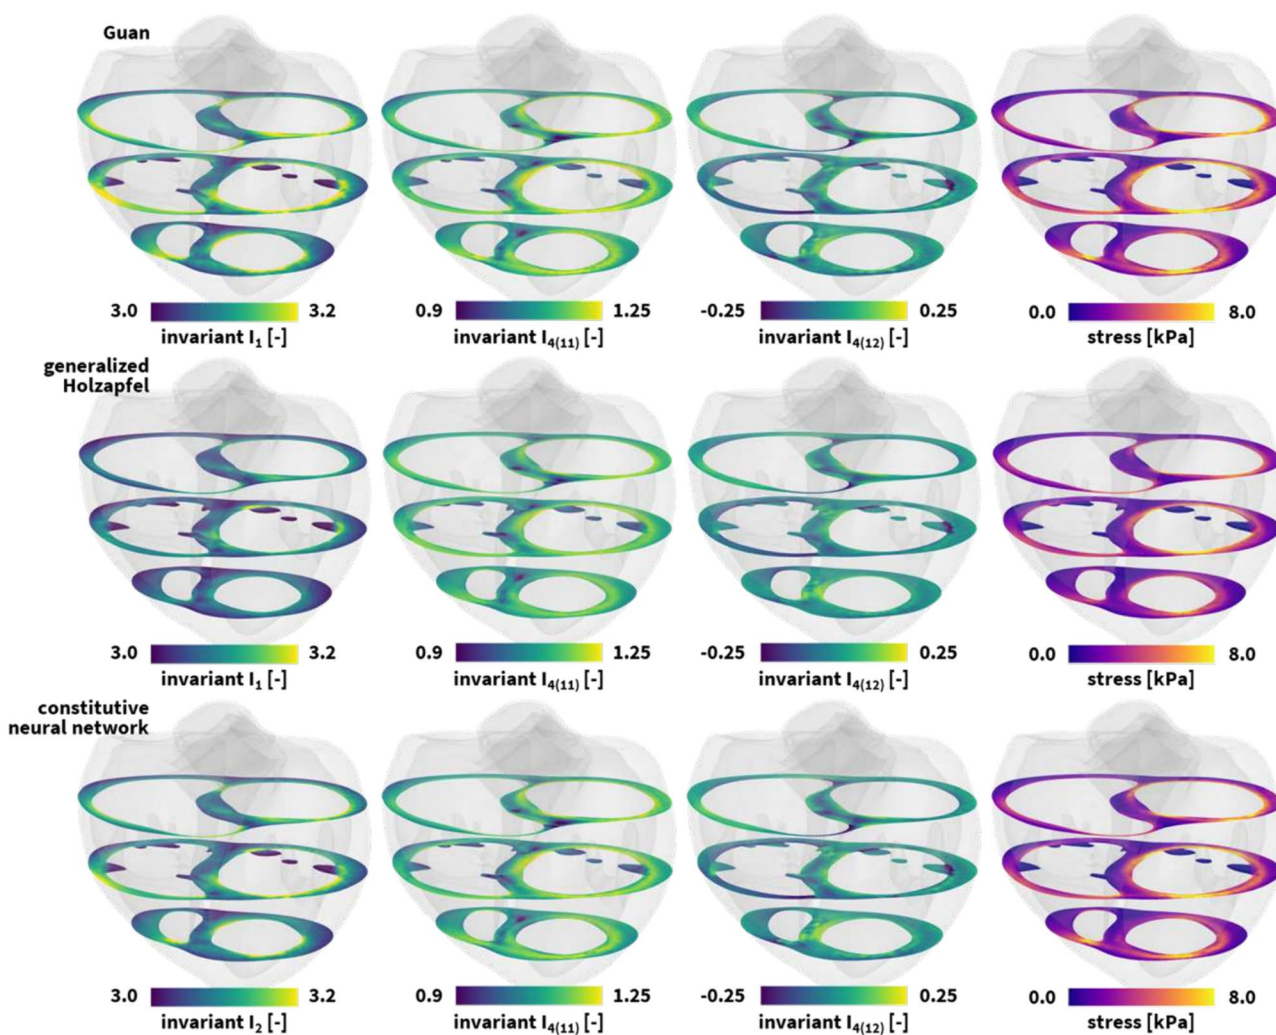 Guan
3.0 3.2 0.9 1.25 -0.25 0.25 0.0 8.0
invariant I₁ [-] invariant I₄₍₁₁₎ [-] invariant I₄₍₁₂₎ [-] stress [kPa]
generalized
Holzapfel
3.0 3.2 0.9 1.25 -0.25 0.25 0.0 8.0
invariant I₁ [-] invariant I₄₍₁₁₎ [-] invariant I₄₍₁₂₎ [-] stress [kPa]
constitutive
neural network
3.0 3.2 0.9 1.25 -0.25 0.25 0.0 8.0
invariant I₂ [-] invariant I₄₍₁₁₎ [-] invariant I₄₍₁₂₎ [-] stress [kPa]